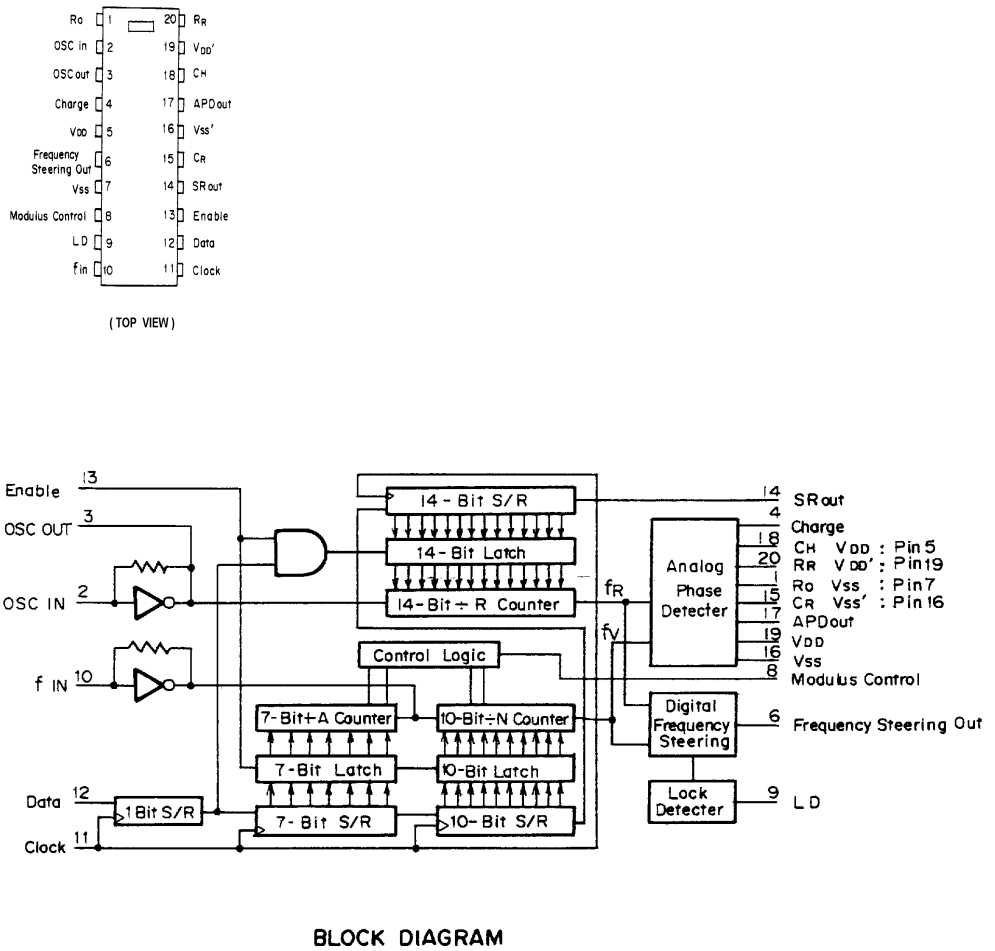 Ro 1 20 RR
OSC in 2 19 VDD'
OSC out 3 18 CH
Charge 4 17 APDout
VDD 5 16 Vss'
Frequency
Steering Out 6 15 CR
Vss 7 14 SRout
Modulus Control 8 13 Enable
LD 9 12 Data
fin 10 11 Clock
(TOP VIEW)
Enable 13
OSC OUT 3
OSC IN 2
f IN 10
Data 12
Clock 11
1 Bit S/R
14-Bit S/R
14-Bit Latch
14-Bit÷R Counter
Control Logic
7-Bit÷A Counter
10-Bit÷N Counter
7-Bit Latch
10-Bit Latch
7-Bit S/R
10-Bit S/R
fR
fV
Analog
Phase
Detecter
Digital
Frequency
Steering
Lock
Detecter
14 SRout
4 Charge
18 CH VDD : Pin5
20 RR VDD' : Pin19
1 Ro Vss : Pin7
15 CR Vss' : Pin16
17 APDout
19 VDD
16 Vss
8 Modulus Control
6 Frequency Steering Out
9 LD
BLOCK DIAGRAM